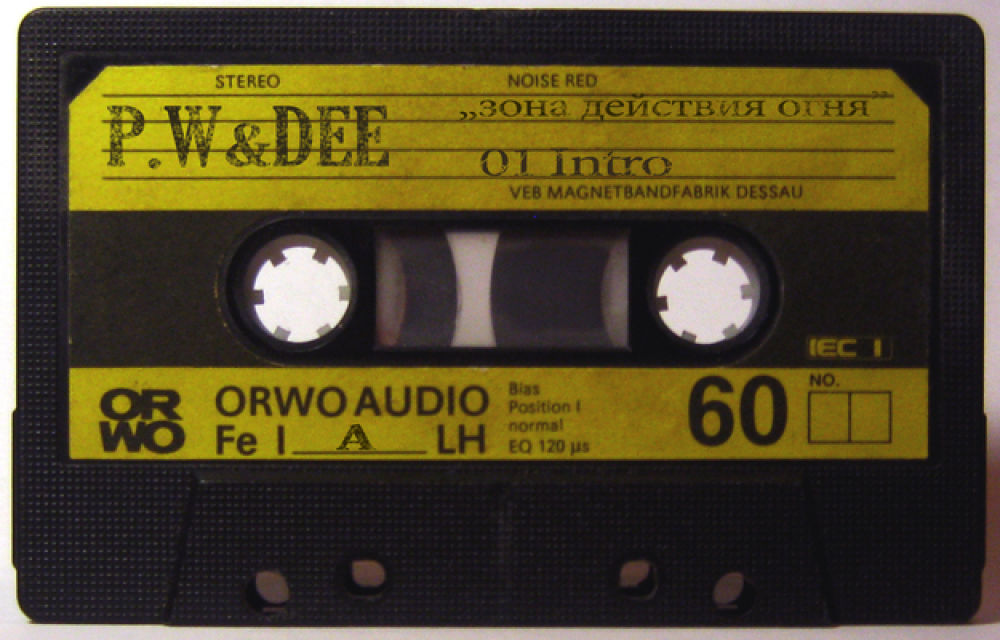 STEREO NOISE RED
P.W&DEE „зона действия огня”
01 Intro
VEB MAGNETBANDFABRIK DESSAU
IEC I
OR
WO
ORWO AUDIO
Fe I A LH
Bias
Position I
normal
EQ 120 µs
60
NO.